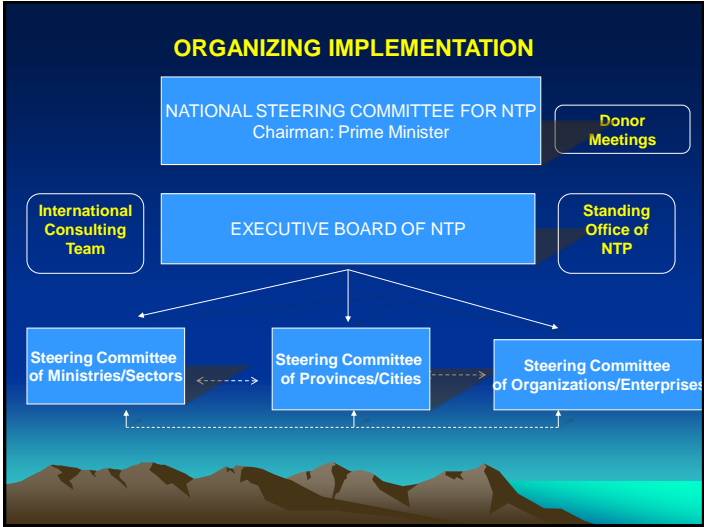 ORGANIZING IMPLEMENTATION
NATIONAL STEERING COMMITTEE FOR NTP
Chairman: Prime Minister
Donor
Meetings
International
Consulting
Team
EXECUTIVE BOARD OF NTP
Standing
Office of
NTP
Steering Committee
of Ministries/Sectors
Steering Committee
of Provinces/Cities
Steering Committee
of Organizations/Enterprises